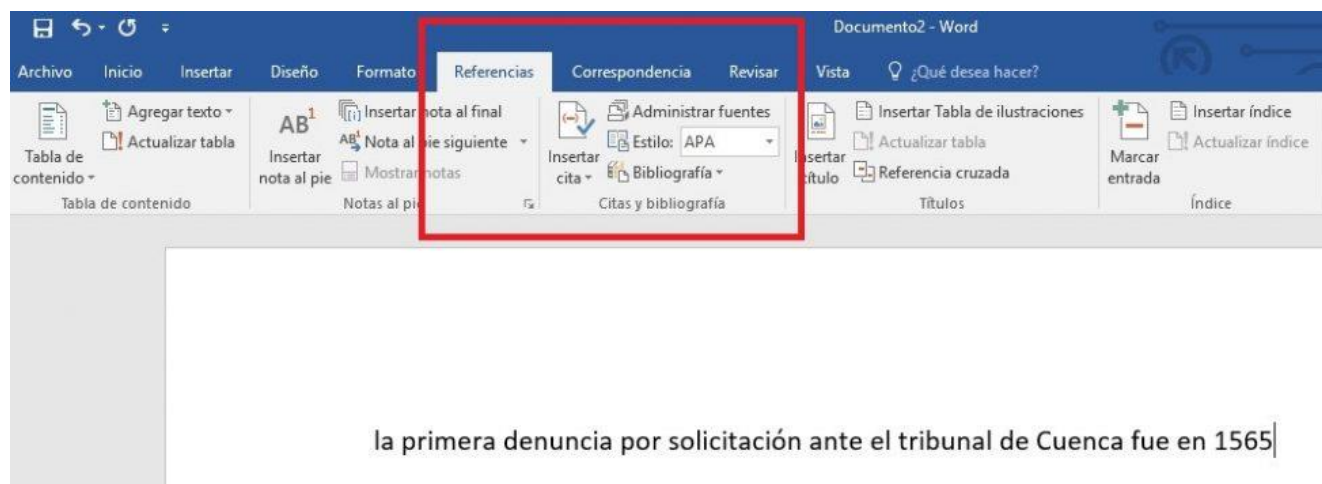 Documento2 - Word
Archivo Inicio Insertar Diseño Formato Referencias Correspondencia Revisar Vista ¿Qué desea hacer?
Tabla de contenido
Agregar texto
Actualizar tabla
Tabla de contenido
AB1
Insertar nota al pie
Insertar nota al final
AB1 Nota al pie siguiente
Mostrar notas
Notas al pie
Insertar cita
Administrar fuentes
Estilo: APA
Bibliografía
Citas y bibliografía
Insertar título
Insertar Tabla de ilustraciones
Actualizar tabla
Referencia cruzada
Títulos
Marcar entrada
Insertar índice
Actualizar índice
Índice
la primera denuncia por solicitación ante el tribunal de Cuenca fue en 1565